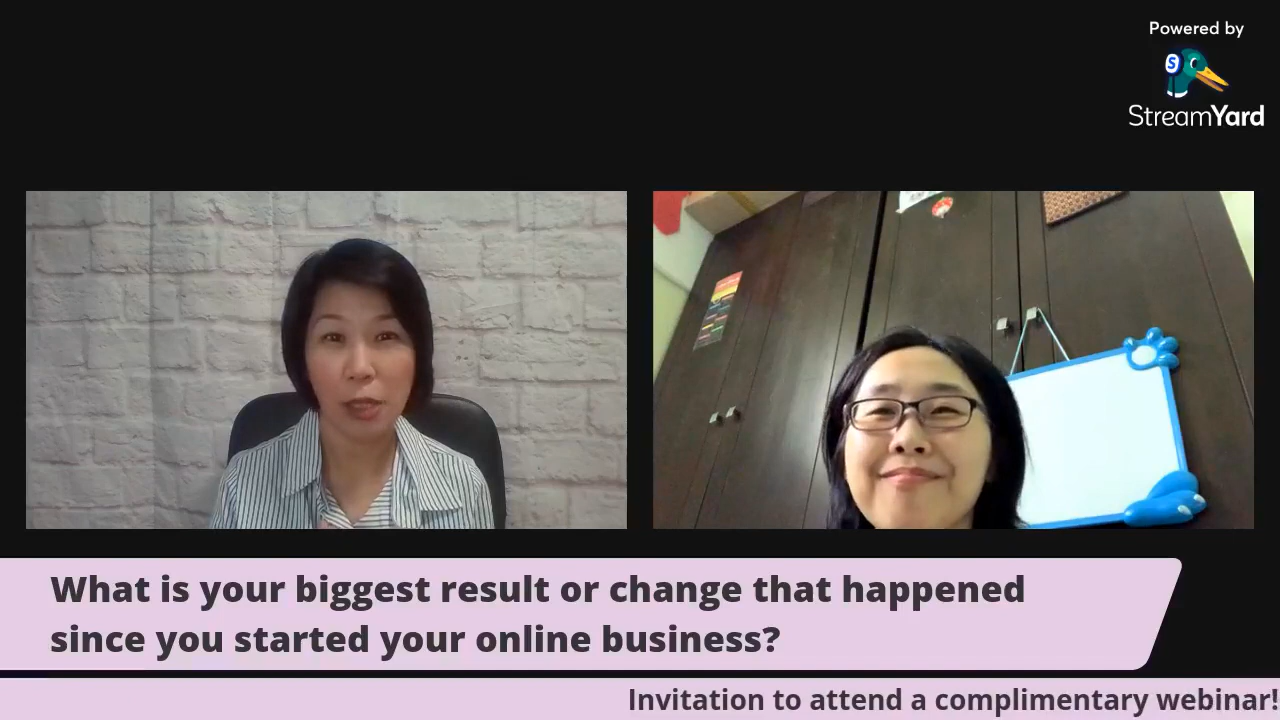 Powered by
S
StreamYard
What is your biggest result or change that happened
since you started your online business?
Invitation to attend a complimentary webinar!